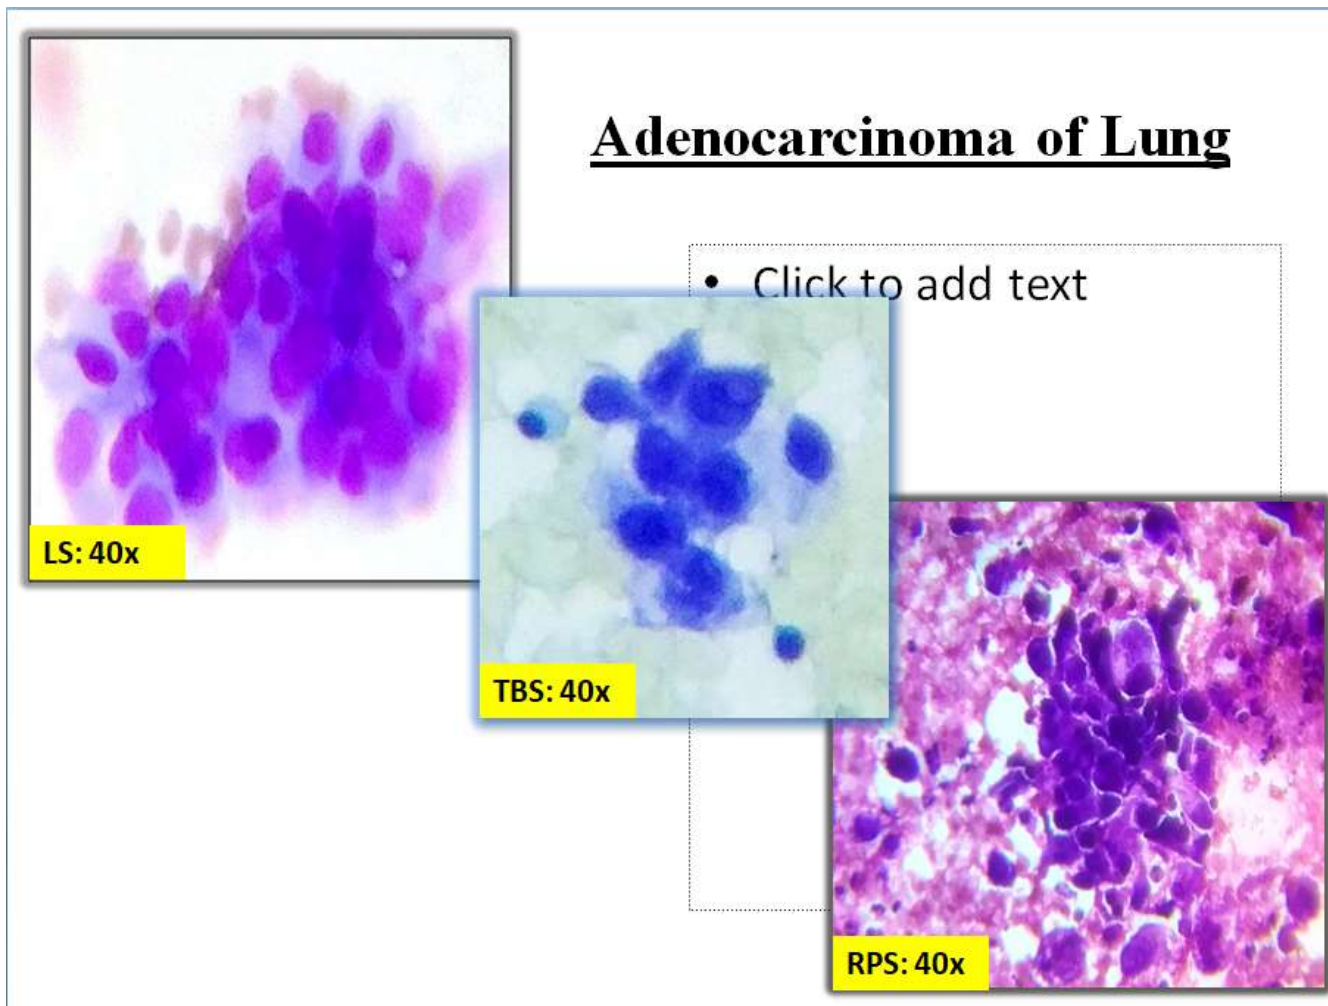 Adenocarcinoma of Lung
• Click to add text
LS: 40x
TBS: 40x
RPS: 40x